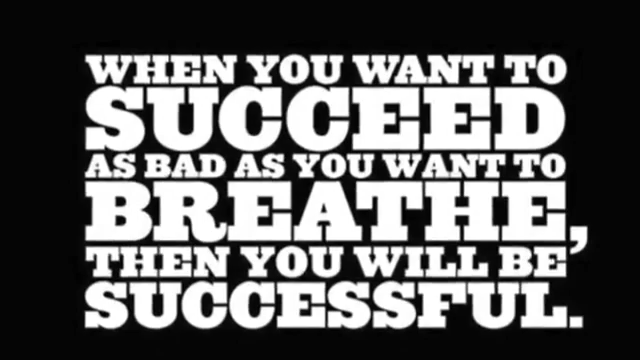 WHEN YOU WANT TO
SUCCEED
AS BAD AS YOU WANT TO
BREATHE,
THEN YOU WILL BE
SUCCESSFUL.